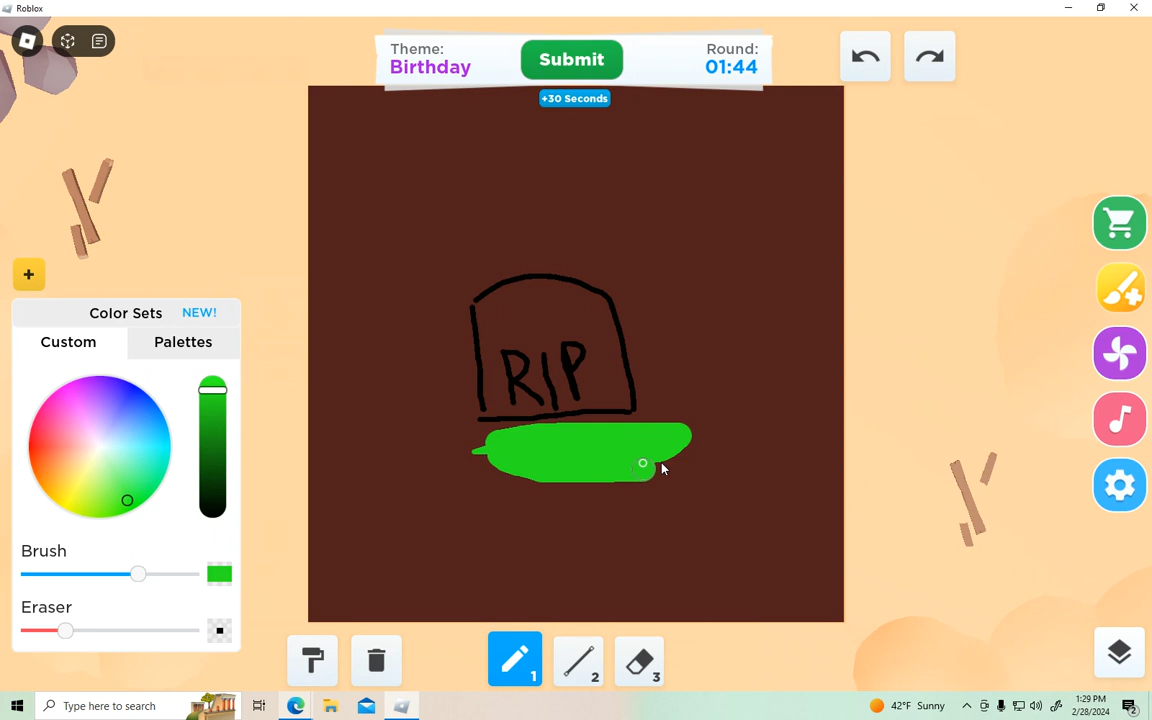 Roblox
Theme:
Birthday
Submit
Round:
01:44
+30 Seconds
+
Color Sets NEW!
Custom Palettes
RIP
Brush
Eraser
1
2
3
Type here to search
42°F Sunny
1:29 PM
2/28/2024
2